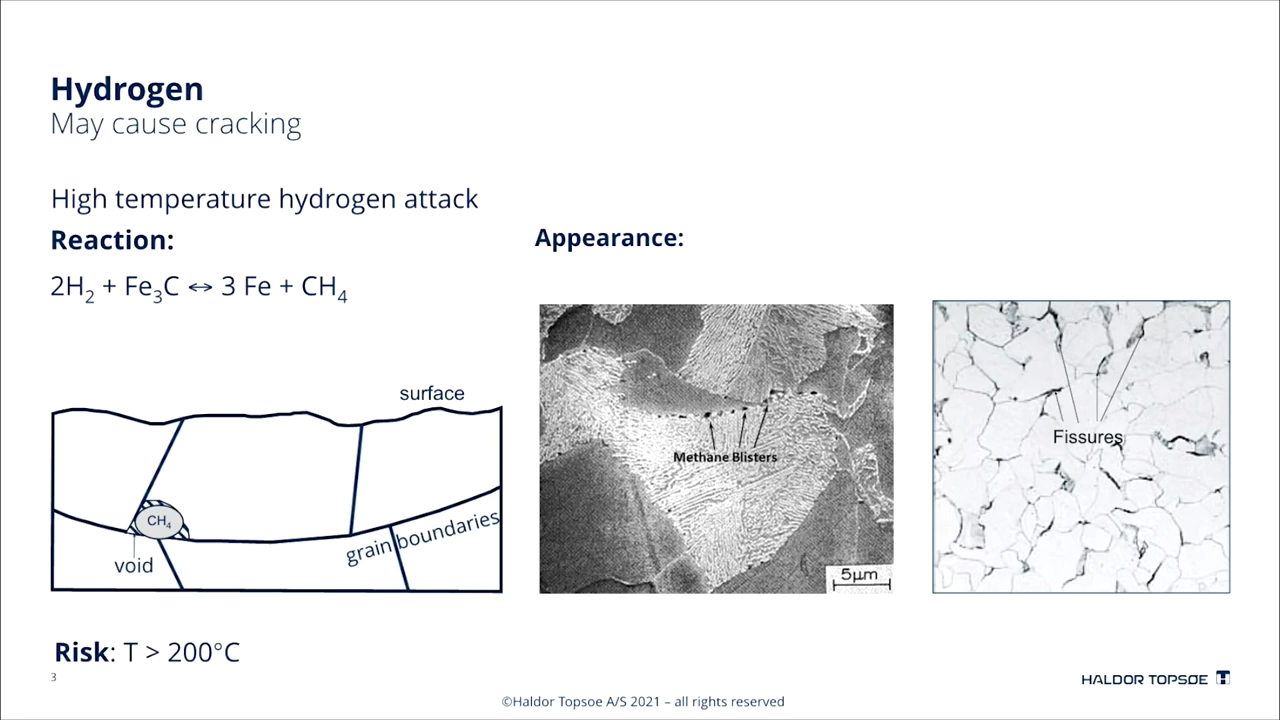 Hydrogen
May cause cracking
High temperature hydrogen attack
Reaction:
2H₂ + Fe₃C ↔ 3 Fe + CH₄
surface
CH₄
void
grain boundaries
Appearance:
Methane Blisters
5µm
Fissures
Risk: T > 200°C
3
©Haldor Topsoe A/S 2021 – all rights reserved
HALDOR TOPSØE